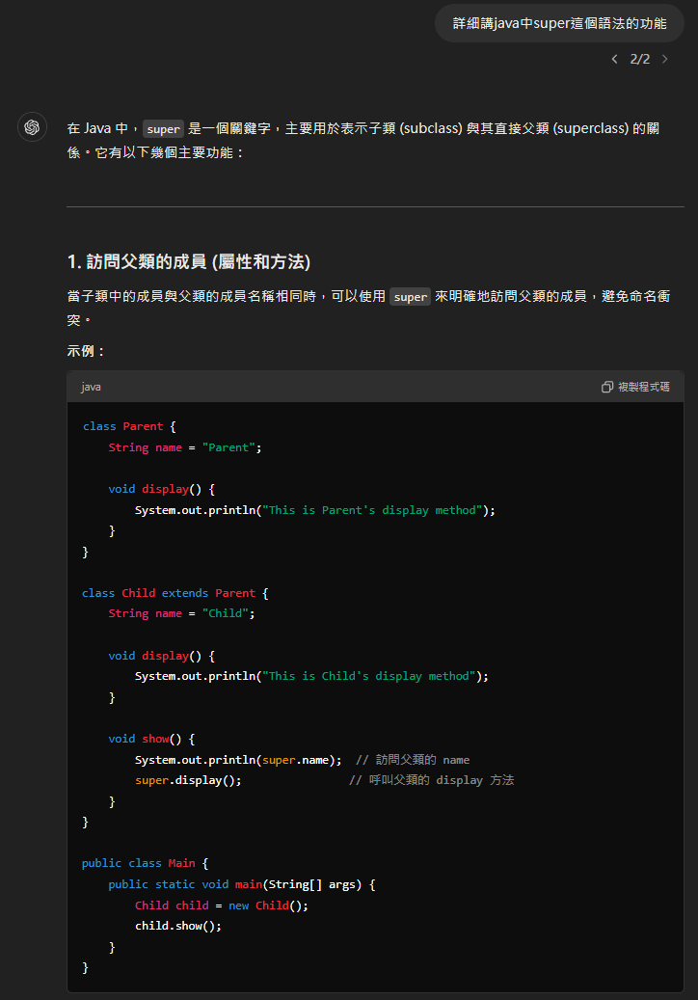 詳細講java中super這個語法的功能
2/2
在 Java 中，super 是一個關鍵字，主要用於表示子類 (subclass) 與其直接父類 (superclass) 的關
係。它有以下幾個主要功能：
1. 訪問父類的成員 (屬性和方法)
當子類中的成員與父類的成員名稱相同時，可以使用 super 來明確地訪問父類的成員，避免命名衝
突。
示例：
java
複製程式碼
class Parent {
    String name = "Parent";
    void display() {
        System.out.println("This is Parent's display method");
    }
}
class Child extends Parent {
    String name = "Child";
    void display() {
        System.out.println("This is Child's display method");
    }
    void show() {
        System.out.println(super.name);  // 訪問父類的 name
        super.display();                // 呼叫父類的 display 方法
    }
}
public class Main {
    public static void main(String[] args) {
        Child child = new Child();
        child.show();
    }
}